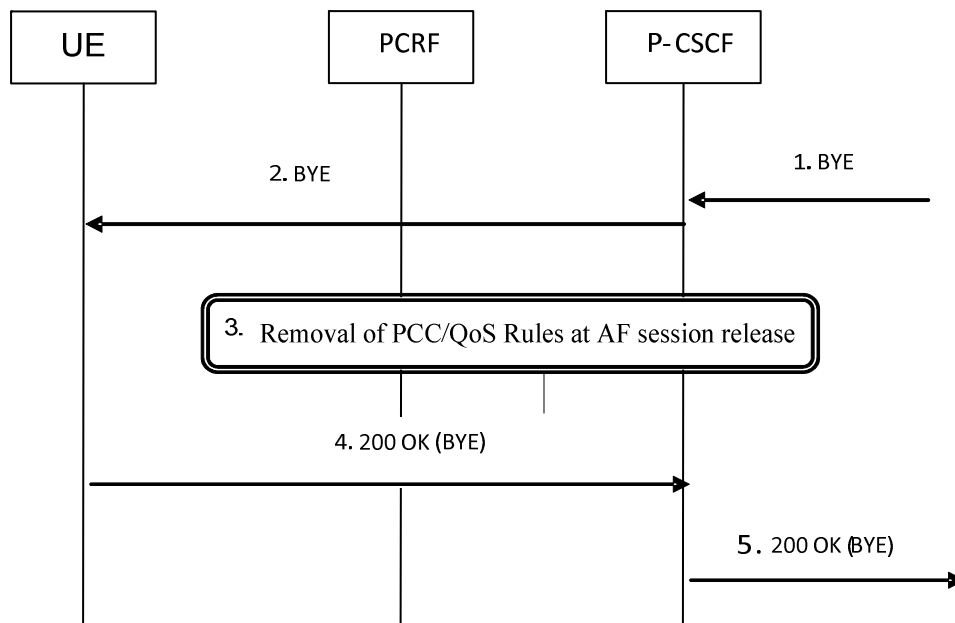 UE
PCRF
P-CSCF
1. BYE
2. BYE
3. Removal of PCC/QoS Rules at AF session release
4. 200 OK (BYE)
5. 200 OK (BYE)